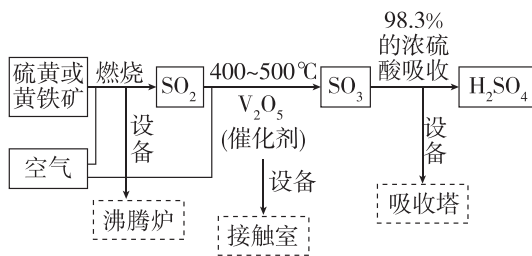 98.3%
的浓硫
酸吸收
硫黄或
黄铁矿
燃烧
SO₂
400~500℃
V₂O₅
(催化剂)
SO₃
H₂SO₄
空气
设备
设备
设备
沸腾炉
接触室
吸收塔